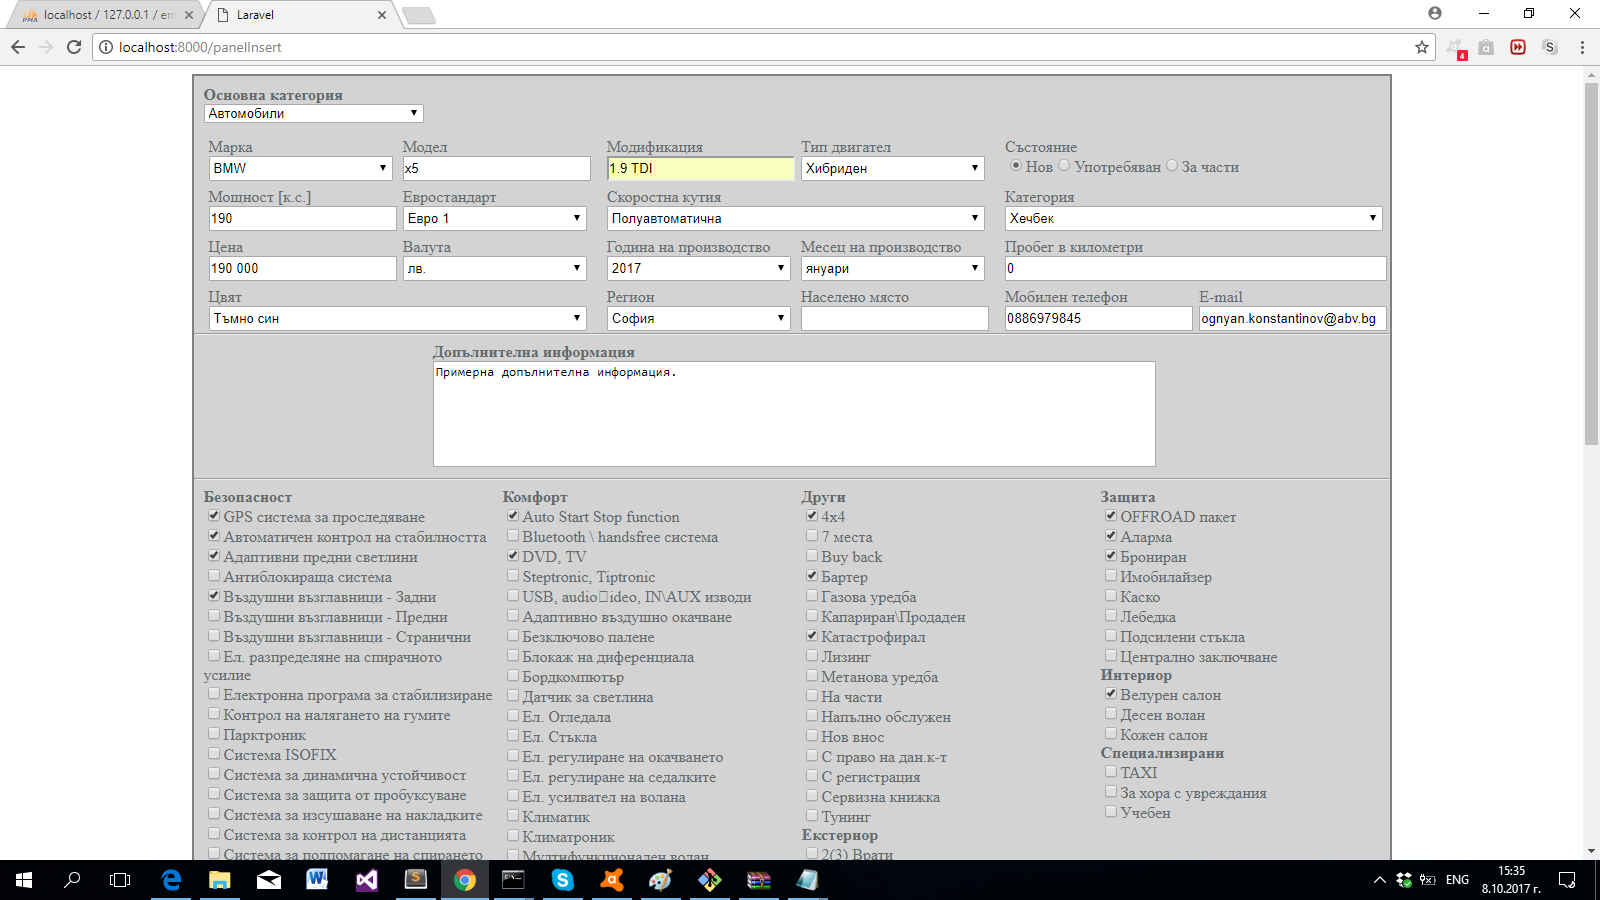 localhost / 127.0.0.1 / em
Laravel
localhost:8000/panelInsert
4
Основна категория
Автомобили
Марка Модел Модификация Тип двигател Състояние
BMW x5 1.9 TDI Хибриден Нов Употребяван За части
Мощност [к.с.] Евростандарт Скоростна кутия Категория
190 Евро 1 Полуавтоматична Хечбек
Цена Валута Година на производство Месец на производство Пробег в километри
190 000 лв. 2017 януари 0
Цвят Регион Населено място Мобилен телефон E-mail
Тъмно син София 0886979845 ognyan.konstantinov@abv.bg
Допълнителна информация
Примерна допълнителна информация.
Безопасност
GPS система за проследяване
Автоматичен контрол на стабилността
Адаптивни предни светлини
Антиблокираща система
Въздушни възглавници - Задни
Въздушни възглавници - Предни
Въздушни възглавници - Странични
Ел. разпределяне на спирачното
усилие
Електронна програма за стабилизиране
Контрол на налягането на гумите
Парктроник
Система ISOFIX
Система за динамична устойчивост
Система за защита от пробуксуване
Система за изсушаване на накладките
Система за контрол на дистанцията
Система за подпомагане на спирането
Комфорт
Auto Start Stop function
Bluetooth \ handsfree система
DVD, TV
Steptronic, Tiptronic
USB, audio▯ideo, IN\AUX изводи
Адаптивно въздушно окачване
Безключово палене
Блокаж на диференциала
Бордкомпютър
Датчик за светлина
Ел. Огледала
Ел. Стъкла
Ел. регулиране на окачването
Ел. регулиране на седалките
Ел. усилвател на волана
Климатик
Климатроник
Мултифункционален волан
Други
4x4
7 места
Buy back
Бартер
Газова уредба
Капариран\Продаден
Катастрофирал
Лизинг
Метанова уредба
На части
Напълно обслужен
Нов внос
С право на дан.к-т
С регистрация
Сервизна книжка
Тунинг
Екстериор
2(3) Врати
Защита
OFFROAD пакет
Аларма
Брониран
Имобилайзер
Каско
Лебедка
Подсилени стъкла
Централно заключване
Интериор
Велурен салон
Десен волан
Кожен салон
Специализирани
TAXI
За хора с увреждания
Учебен
ENG
15:35
8.10.2017 г.